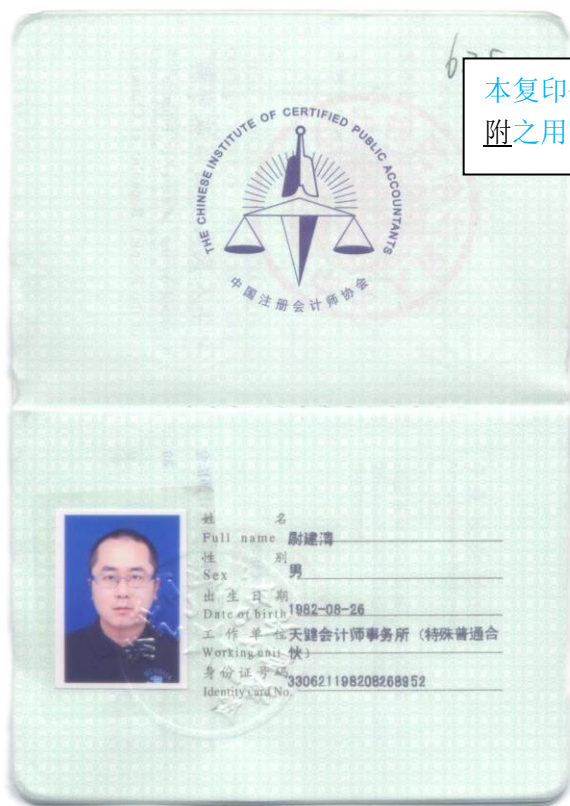 本复印
附之用
THE CHINESE INSTITUTE OF CERTIFIED PUBLIC ACCOUNTANTS
中国注册会计师协会
姓 名
Full name 尉建清
性 别
Sex 男
出生日期
Date of birth 1982-08-26
工作单位 天健会计师事务所（特殊普通合
Working unit 伙）
身份证号码
Identity card No. 330621198208268952